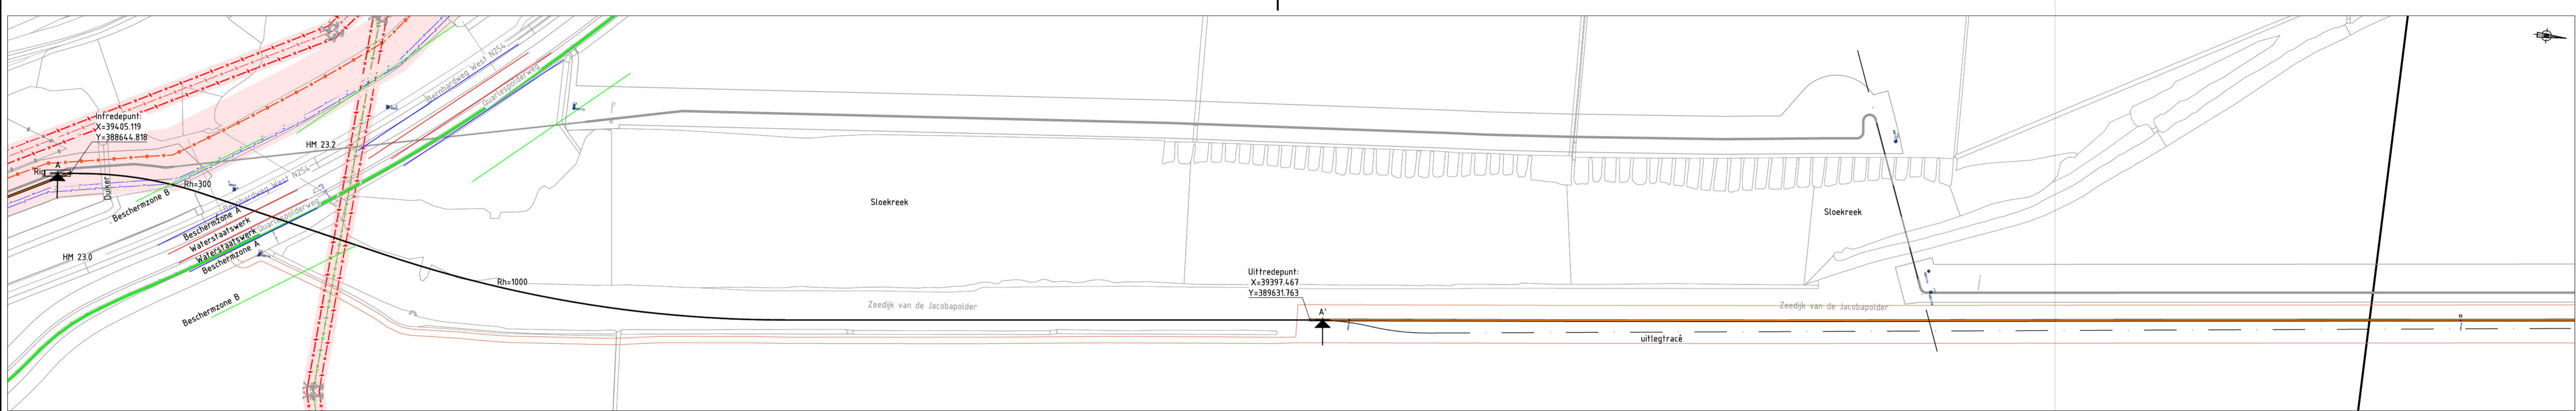 Intredepunt:
X=39405.119
Y=388644.818
A
Rig
Duiker
HM 23.2
Rh=300
Bernhardweg West N254
Quarlespolderweg
Bernhardweg West N254
Quarlespolderweg
Beschermzone B
Beschermzone A
Waterstaatswerk
Waterstaatswerk
Beschermzone A
Beschermzone B
HM 23.0
Rh=1000
Sloekreek
Sloekreek
Zeedijk van de Jacobapolder
Uittredepunt:
X=39397.467
Y=389631.763
A'
Zeedijk van de Jacobapolder
uitlegtracé